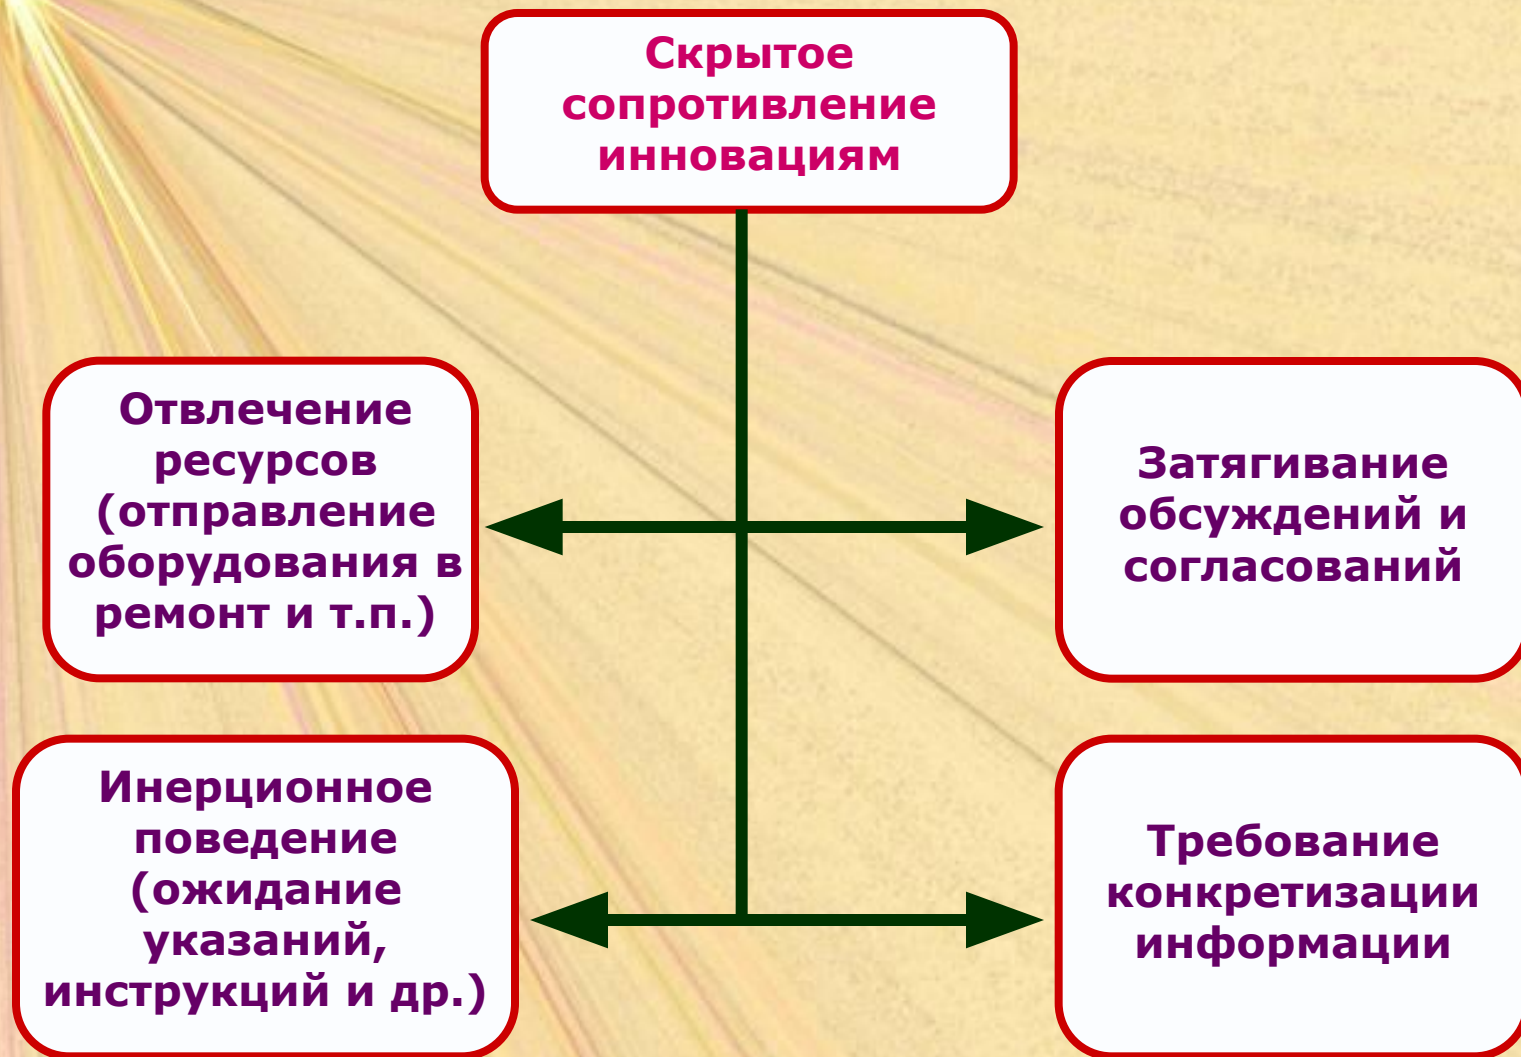 Скрытое
сопротивление
инновациям
Отвлечение
ресурсов
(отправление
оборудования в
ремонт и т.п.)
Затягивание
обсуждений и
согласований
Инерционное
поведение
(ожидание
указаний,
инструкций и др.)
Требование
конкретизации
информации